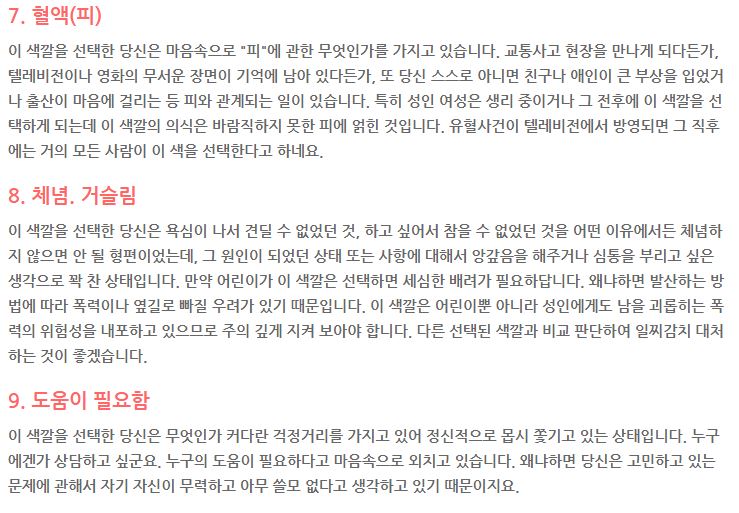 7. 혈액(피)
이 색깔을 선택한 당신은 마음속으로 "피"에 관한 무엇인가를 가지고 있습니다. 교통사고 현장을 만나게 되다든가,
텔레비전이나 영화의 무서운 장면이 기억에 남아 있다든가, 또 당신 스스로 아니면 친구나 애인이 큰 부상을 입었거
나 출산이 마음에 걸리는 등 피와 관계되는 일이 있습니다. 특히 성인 여성은 생리 중이거나 그 전후에 이 색깔을 선
택하게 되는데 이 색깔의 의식은 바람직하지 못한 피에 얽힌 것입니다. 유혈사건이 텔레비전에서 방영되면 그 직후
에는 거의 모든 사람이 이 색을 선택한다고 하네요.
8. 체념. 거슬림
이 색깔을 선택한 당신은 욕심이 나서 견딜 수 없었던 것, 하고 싶어서 참을 수 없었던 것을 어떤 이유에서든 체념하
지 않으면 안 될 형편이었는데, 그 원인이 되었던 상태 또는 사항에 대해서 앙갚음을 해주거나 심통을 부리고 싶은
생각으로 꽉 찬 상태입니다. 만약 어린이가 이 색깔은 선택하면 세심한 배려가 필요하답니다. 왜냐하면 발산하는 방
법에 따라 폭력이나 옆길로 빠질 우려가 있기 때문입니다. 이 색깔은 어린이뿐 아니라 성인에게도 남을 괴롭히는 폭
력의 위험성을 내포하고 있으므로 주의 깊게 지켜 보아야 합니다. 다른 선택된 색깔과 비교 판단하여 일찌감치 대처
하는 것이 좋겠습니다.
9. 도움이 필요함
이 색깔을 선택한 당신은 무엇인가 커다란 걱정거리를 가지고 있어 정신적으로 몹시 쫓기고 있는 상태입니다. 누구
에겐가 상담하고 싶군요. 누구의 도움이 필요하다고 마음속으로 외치고 있습니다. 왜냐하면 당신은 고민하고 있는
문제에 관해서 자기 자신이 무력하고 아무 쓸모 없다고 생각하고 있기 때문이지요.